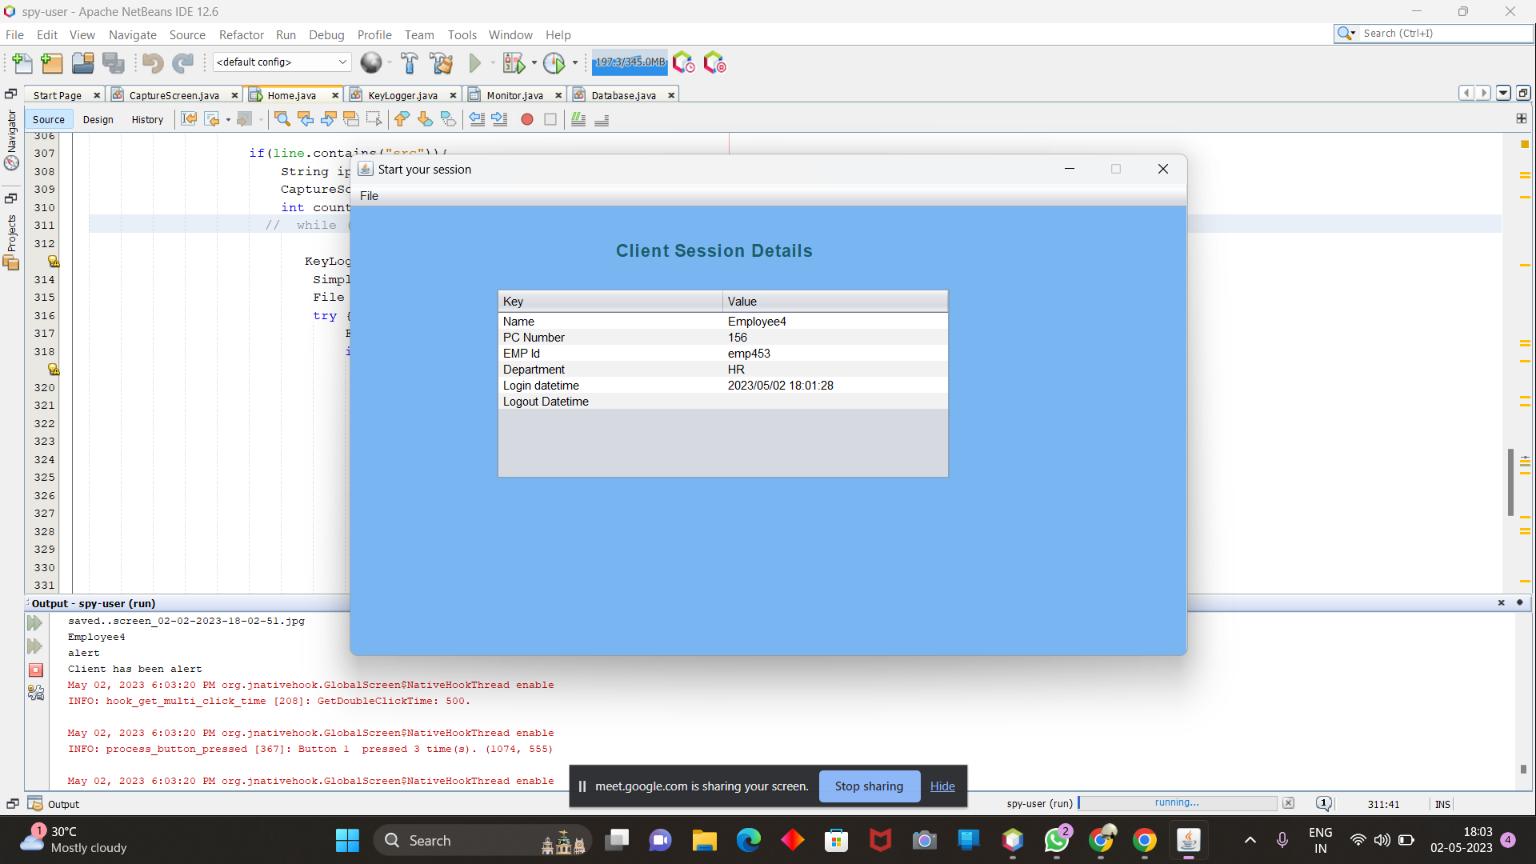 spy-user - Apache NetBeans IDE 12.6
File Edit View Navigate Source Refactor Run Debug Profile Team Tools Window Help
Search (Ctrl+I)
<default config>
197.3/345.0MB
Start Page CaptureScreen.java Home.java KeyLogger.java Monitor.java Database.java
Source Design History
Navigator
Projects
306
307 if(line.contains("src")){
308 String ip
309 CaptureSc
310 int count
311 // while (
312
KeyLog
314 Simpl
315 File
316 try {
317
318
320
321
322
323
324
325
326
327
328
329
330
331
Start your session
File
Client Session Details
Key Value
Name Employee4
PC Number 156
EMP Id emp453
Department HR
Login datetime 2023/05/02 18:01:28
Logout Datetime
Output - spy-user (run)
saved..screen_02-02-2023-18-02-51.jpg
Employee4
alert
Client has been alert
May 02, 2023 6:03:20 PM org.jnativehook.GlobalScreen$NativeHookThread enable
INFO: hook_get_multi_click_time [208]: GetDoubleClickTime: 500.
May 02, 2023 6:03:20 PM org.jnativehook.GlobalScreen$NativeHookThread enable
INFO: process_button_pressed [367]: Button 1 pressed 3 time(s). (1074, 555)
May 02, 2023 6:03:20 PM org.jnativehook.GlobalScreen$NativeHookThread enable
meet.google.com is sharing your screen. Stop sharing Hide
Output
spy-user (run) running... 1 311:41 INS
1 30°C
Mostly cloudy
Search
2
ENG
IN
18:03
02-05-2023
4